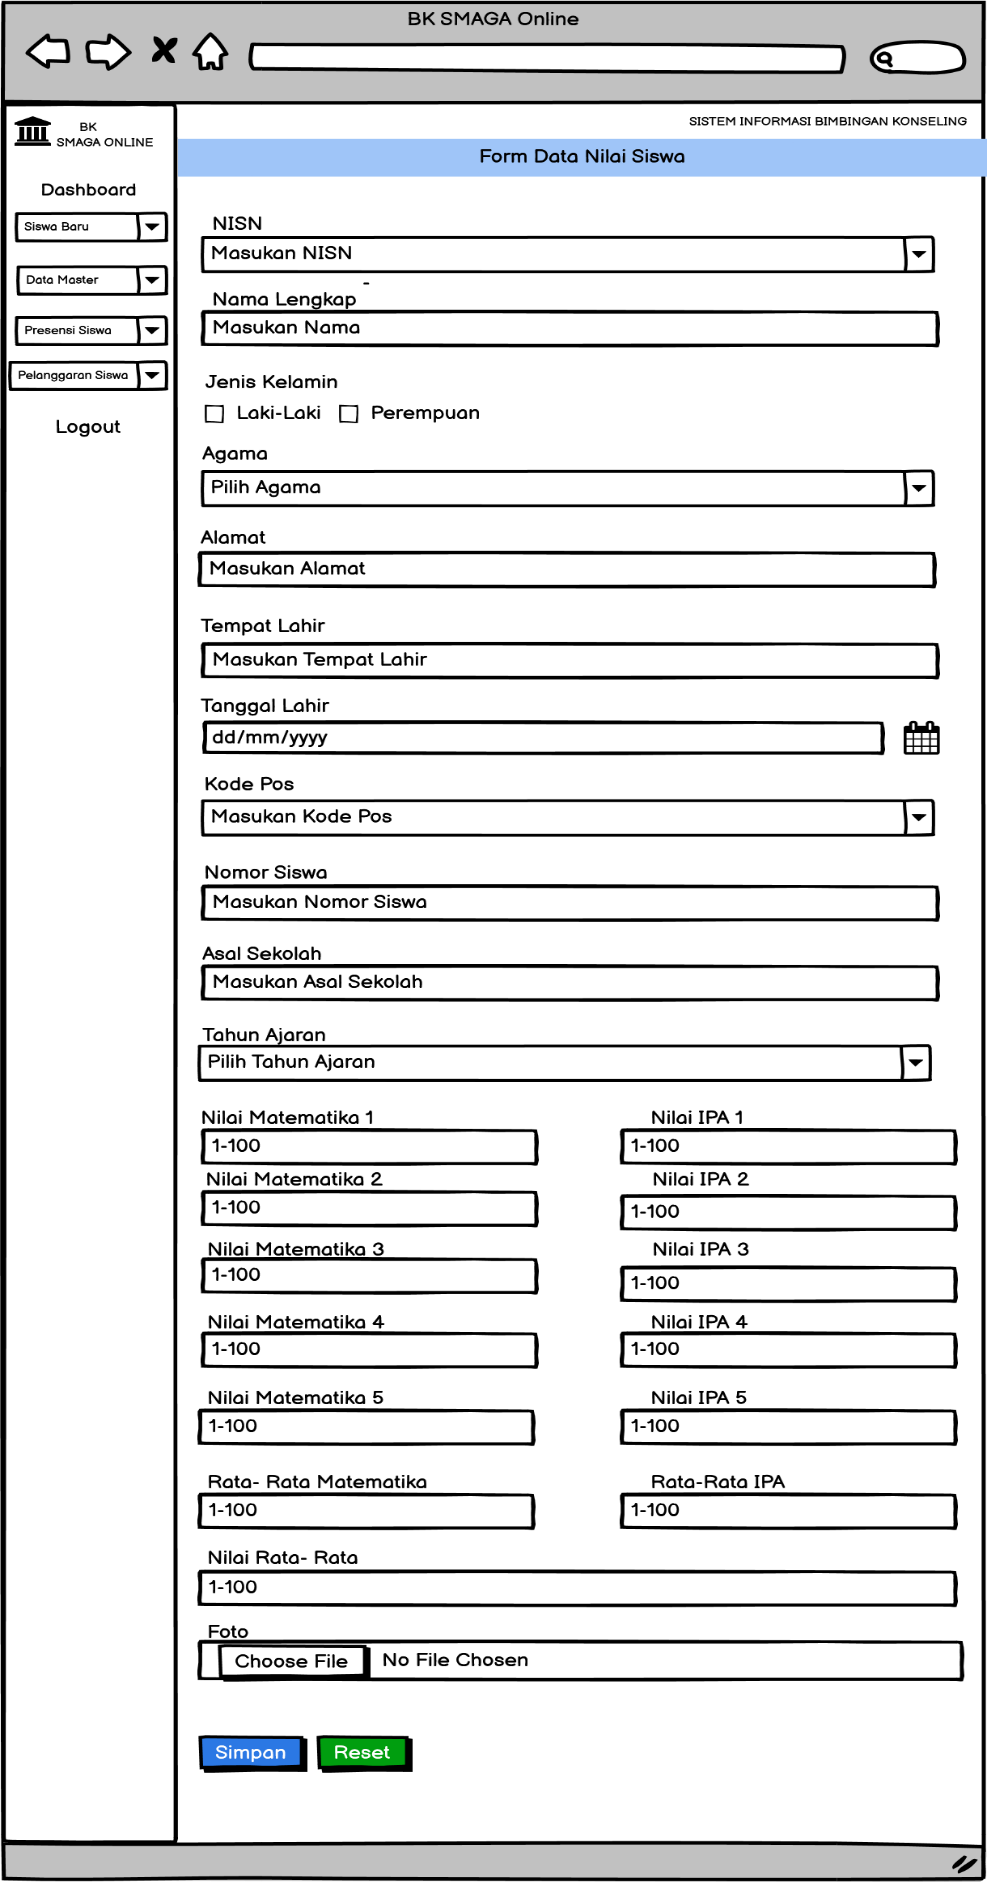 BK SMAGA Online
BK
SMAGA ONLINE
Dashboard
Siswa Baru
Data Master
Presensi Siswa
Pelanggaran Siswa
Logout
SISTEM INFORMASI BIMBINGAN KONSELING
Form Data Nilai Siswa
NISN
Masukan NISN
-
Nama Lengkap
Masukan Nama
Jenis Kelamin
Laki-Laki Perempuan
Agama
Pilih Agama
Alamat
Masukan Alamat
Tempat Lahir
Masukan Tempat Lahir
Tanggal Lahir
dd/mm/yyyy
Kode Pos
Masukan Kode Pos
Nomor Siswa
Masukan Nomor Siswa
Asal Sekolah
Masukan Asal Sekolah
Tahun Ajaran
Pilih Tahun Ajaran
Nilai Matematika 1 Nilai IPA 1
1-100 1-100
Nilai Matematika 2 Nilai IPA 2
1-100 1-100
Nilai Matematika 3 Nilai IPA 3
1-100 1-100
Nilai Matematika 4 Nilai IPA 4
1-100 1-100
Nilai Matematika 5 Nilai IPA 5
1-100 1-100
Rata- Rata Matematika Rata-Rata IPA
1-100 1-100
Nilai Rata- Rata
1-100
Foto
Choose File No File Chosen
Simpan Reset